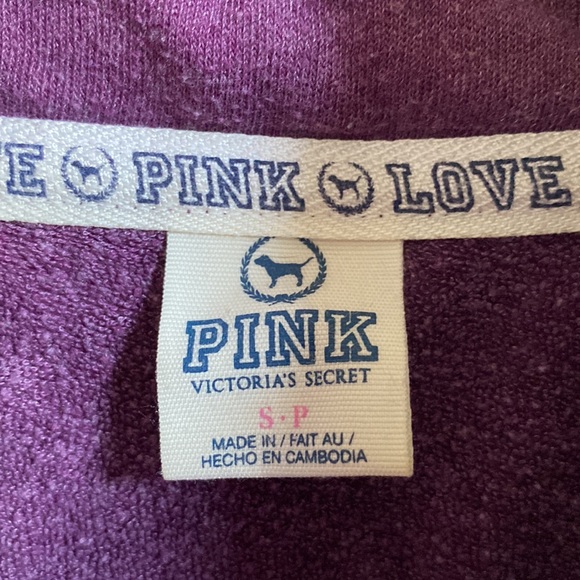 E PINK LOVE
PINK
VICTORIA'S SECRET
S·P
MADE IN / FAIT AU /
HECHO EN CAMBODIA